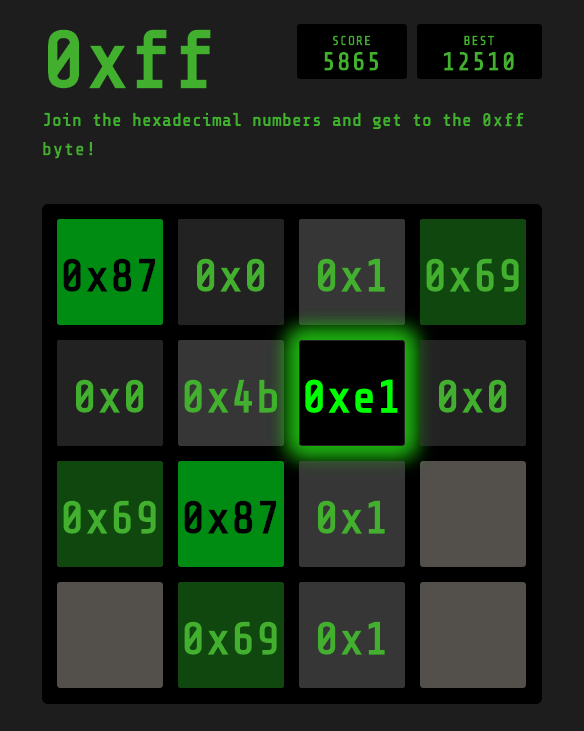 0xff
SCORE
5865
BEST
12510
Join the hexadecimal numbers and get to the 0xff
byte!
0x87 0x0 0x1 0x69
0x0 0x4b 0xe1 0x0
0x69 0x87 0x1
0x69 0x1